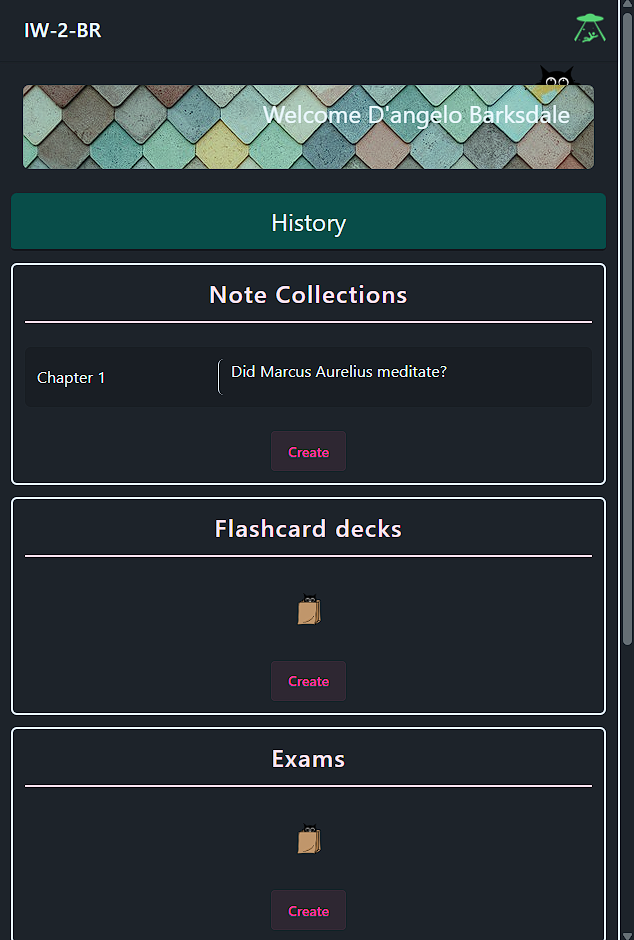 IW-2-BR
Welcome D'angelo Barksdale
History
Note Collections
Chapter 1
Did Marcus Aurelius meditate?
Create
Flashcard decks
Create
Exams
Create